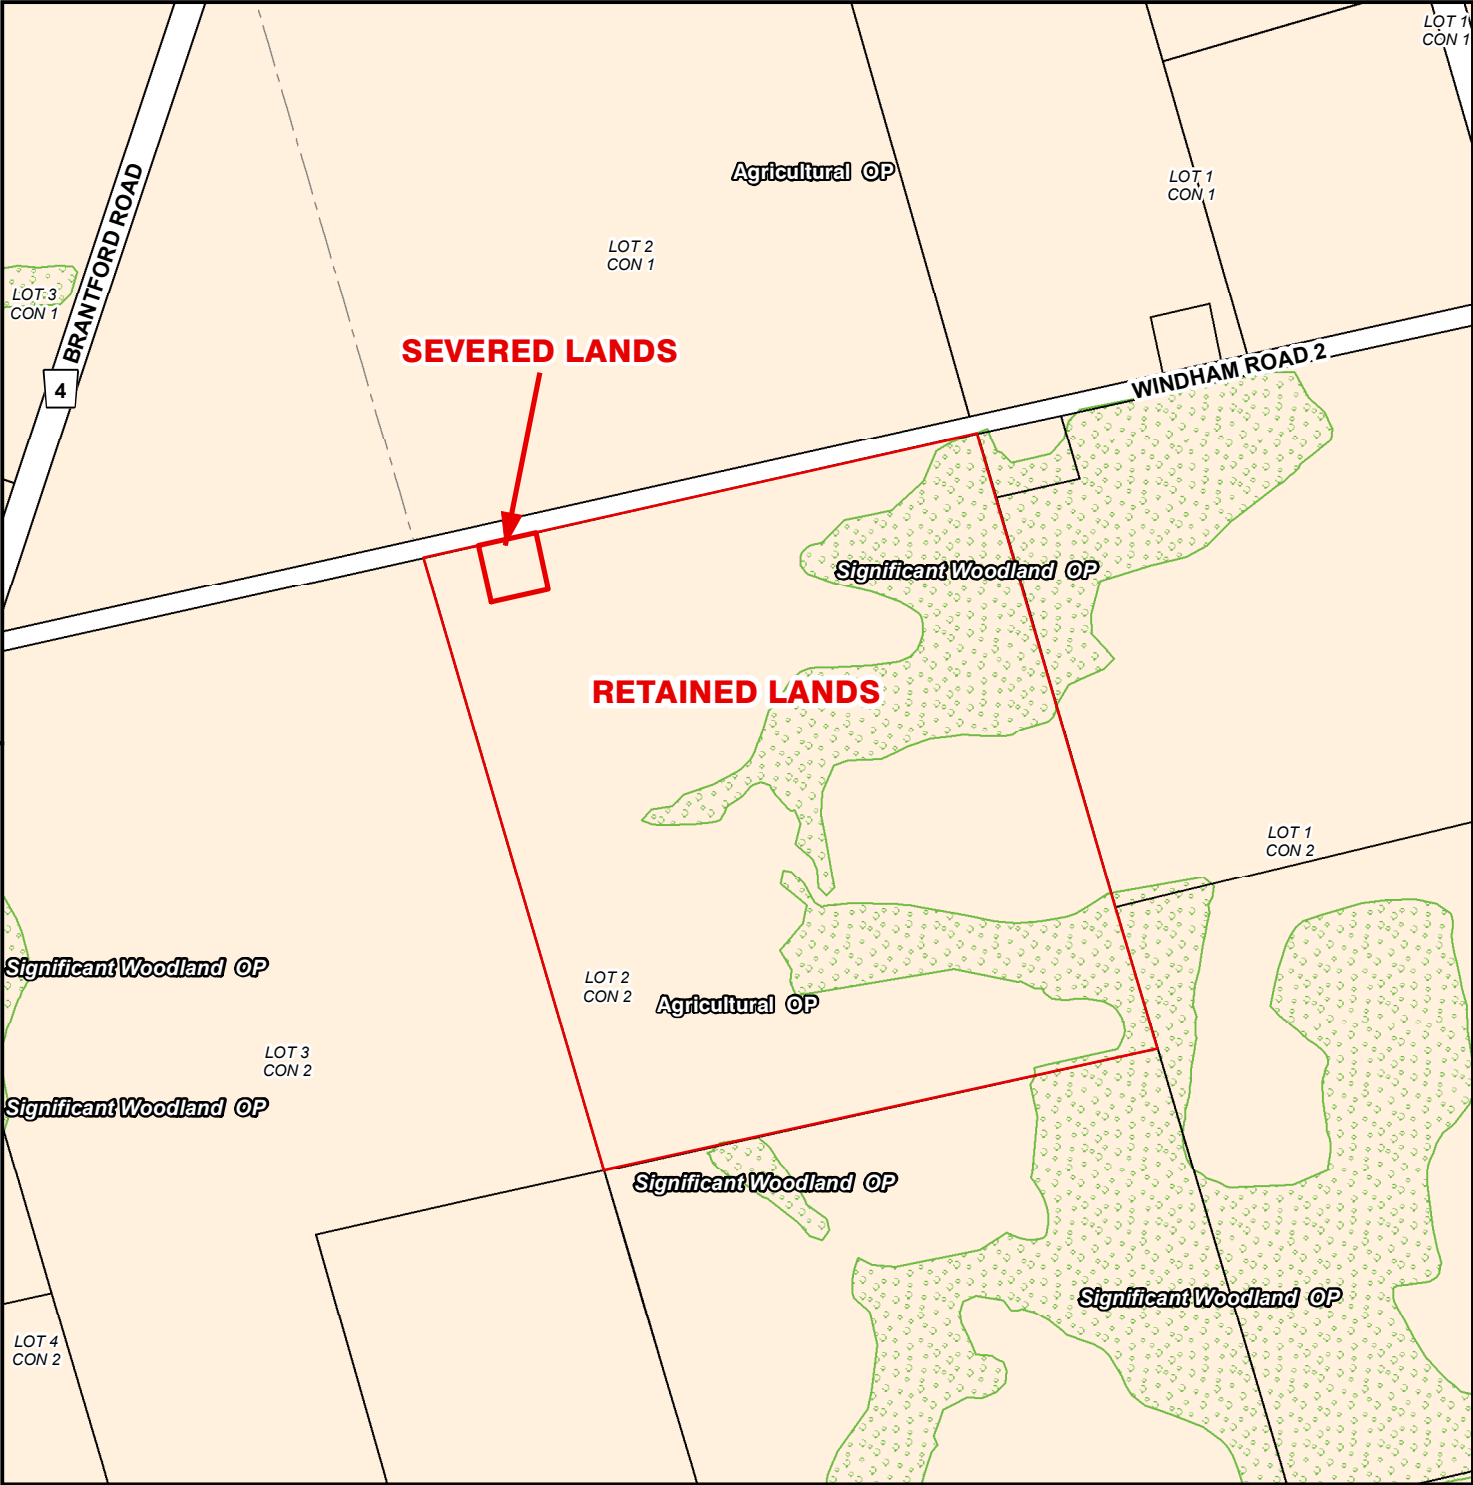 LOT 1
CON 1
Agricultural OP
LOT 1
CON 1
BRANTFORD ROAD
LOT 2
CON 1
LOT 3
CON 1
SEVERED LANDS
WINDHAM ROAD 2
4
Significant Woodland OP
RETAINED LANDS
LOT 1
CON 2
Significant Woodland OP
LOT 2
CON 2
Agricultural OP
LOT 3
CON 2
Significant Woodland OP
Significant Woodland OP
Significant Woodland OP
LOT 4
CON 2